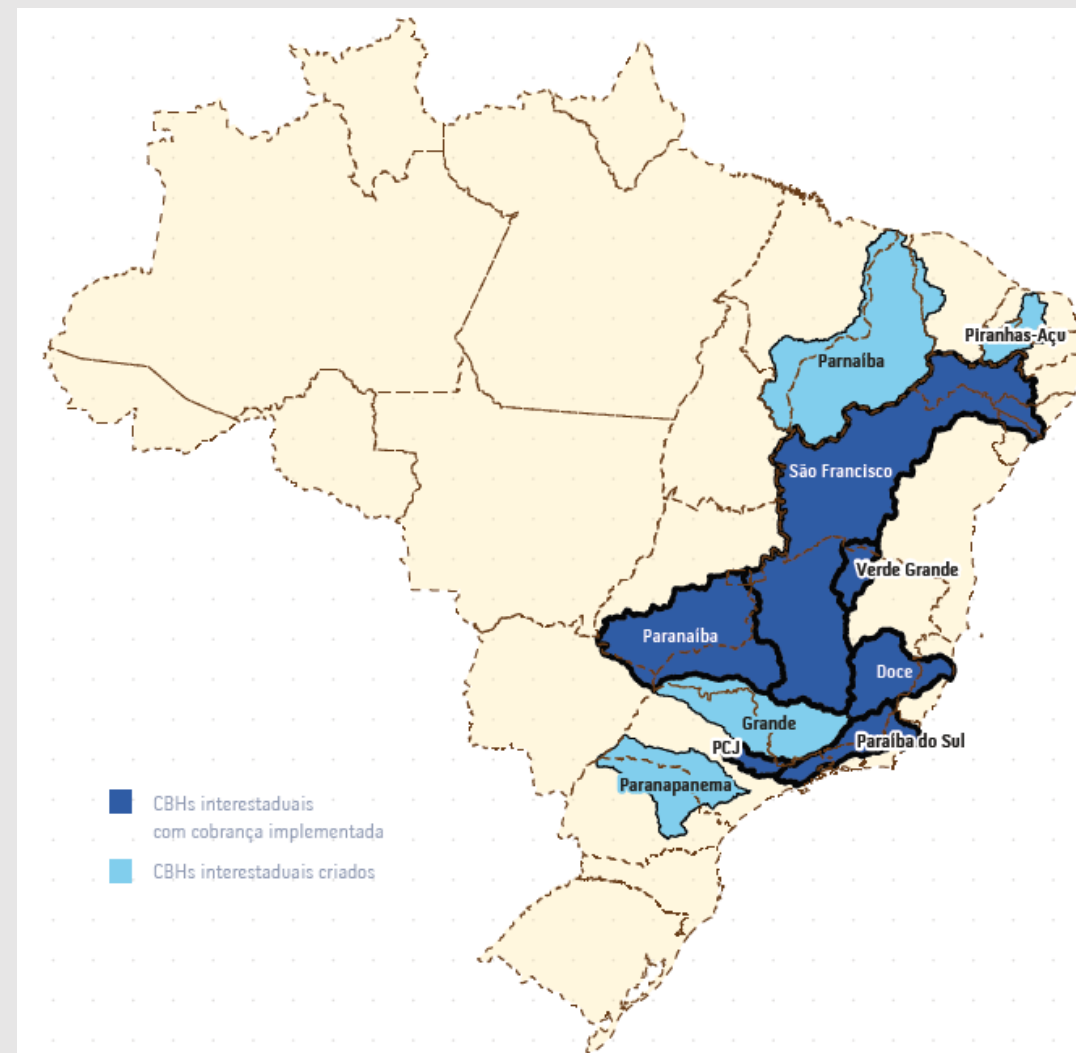 Piranhas-Açu
Parnaíba
São Francisco
Verde Grande
Paranaíba
Doce
Grande
Paraíba do Sul
PCJ
Paranapanema
CBHs interestaduais
com cobrança implementada
CBHs interestaduais criados